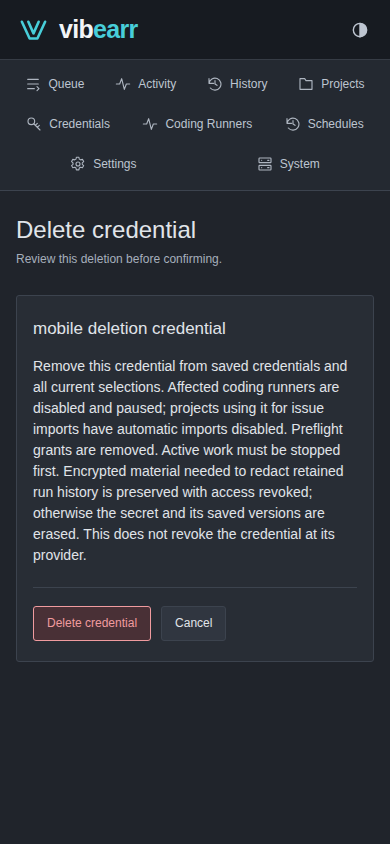 vibearr
Queue Activity History Projects
Credentials Coding Runners Schedules
Settings System
Delete credential
Review this deletion before confirming.
mobile deletion credential
Remove this credential from saved credentials and
all current selections. Affected coding runners are
disabled and paused; projects using it for issue
imports have automatic imports disabled. Preflight
grants are removed. Active work must be stopped
first. Encrypted material needed to redact retained
run history is preserved with access revoked;
otherwise the secret and its saved versions are
erased. This does not revoke the credential at its
provider.
Delete credential Cancel